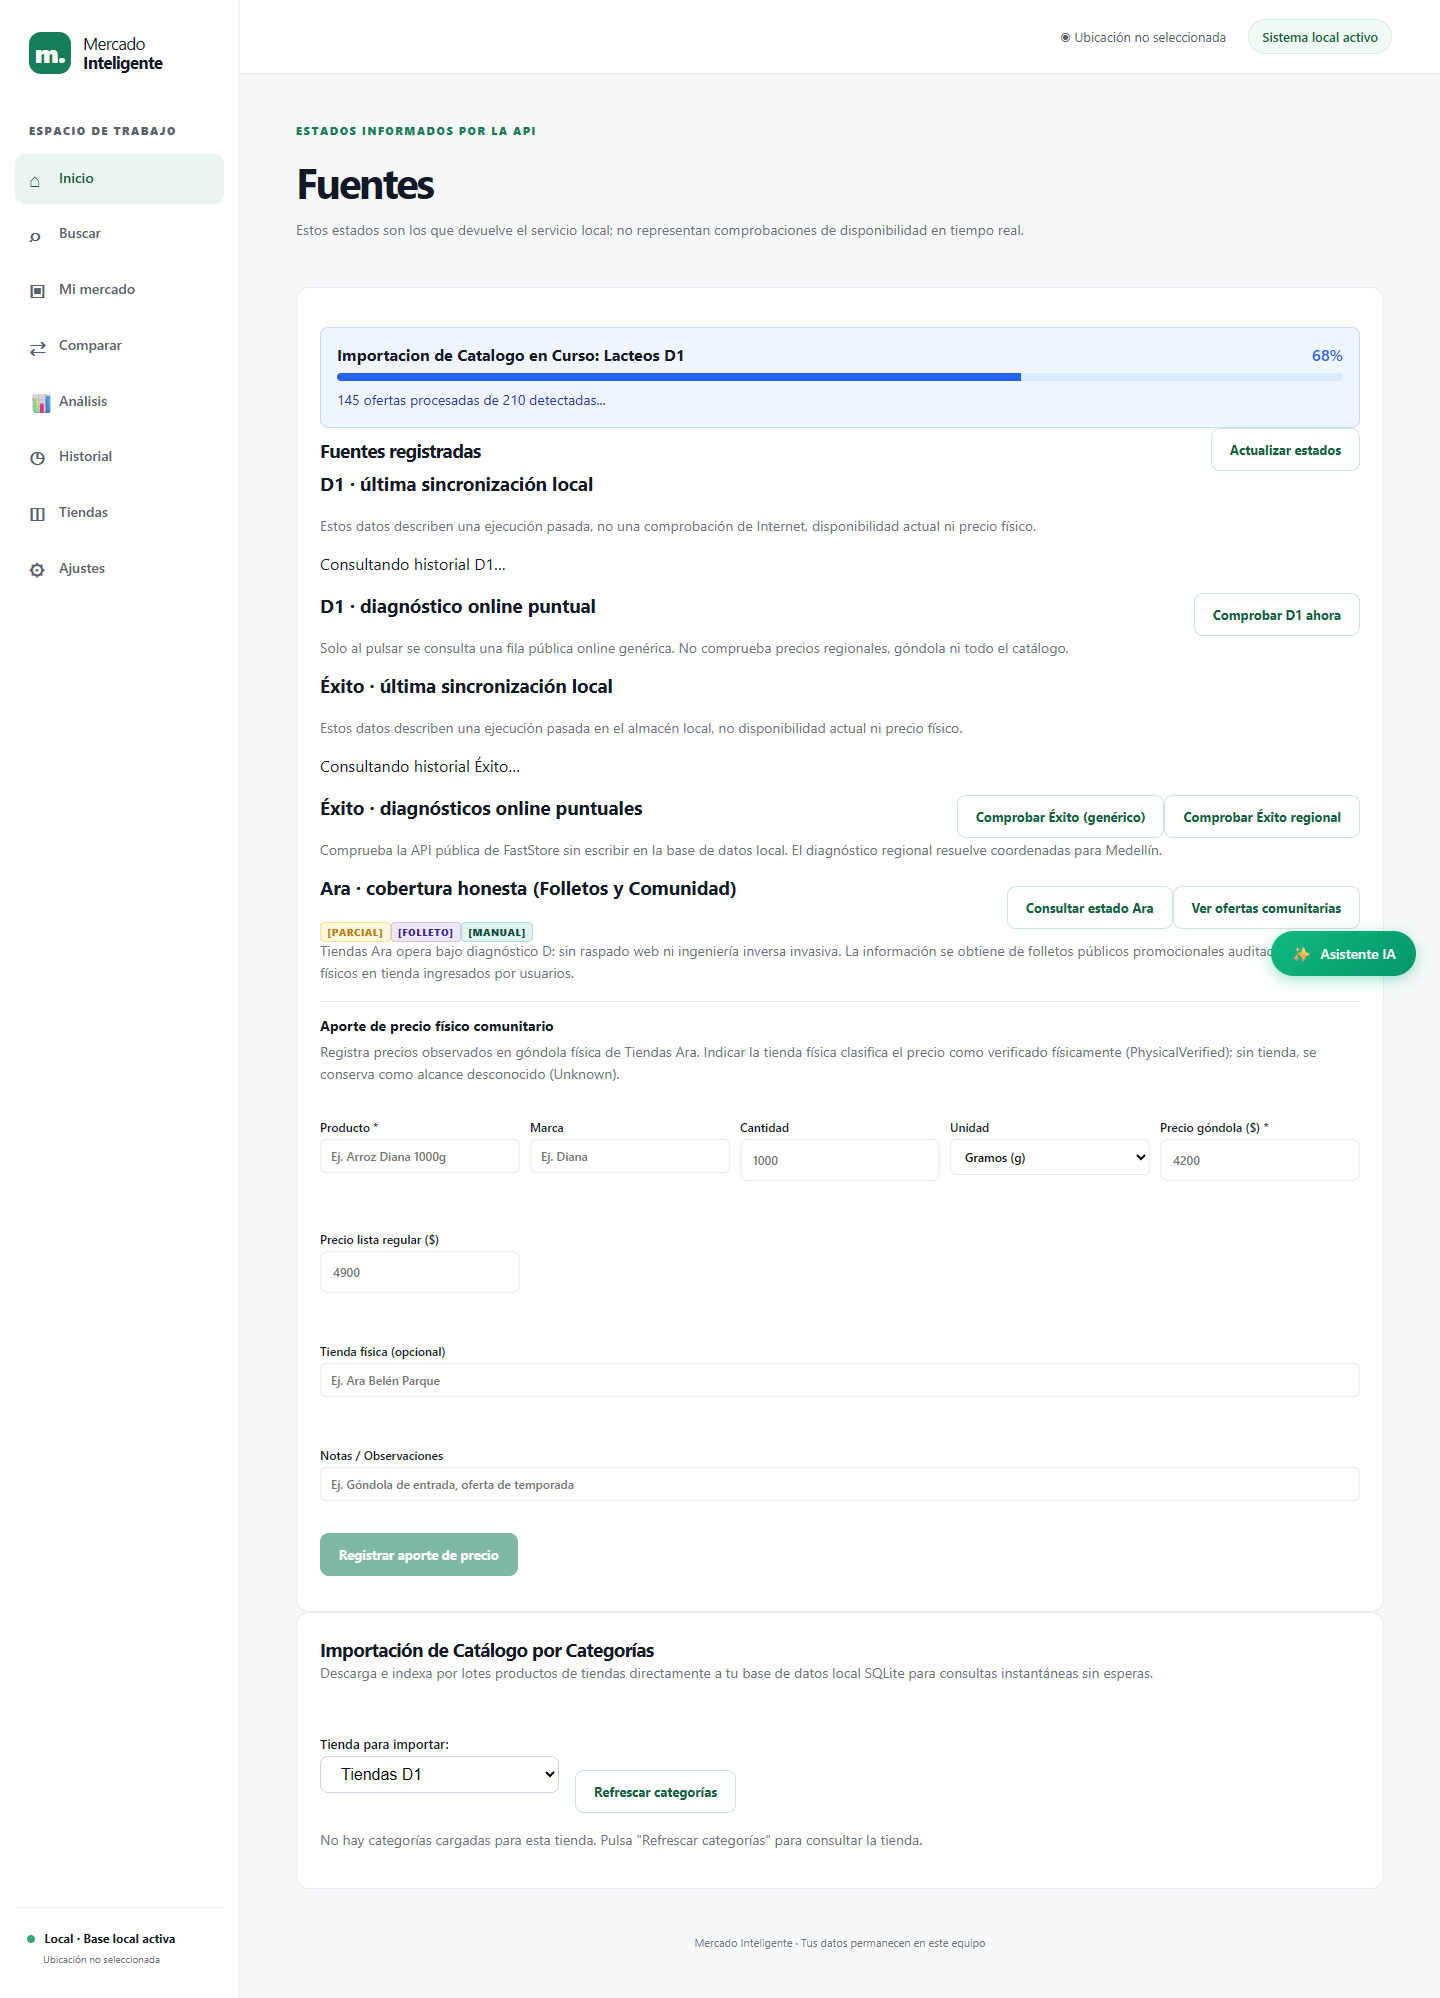 m.
Mercado
Inteligente
ESPACIO DE TRABAJO
Inicio
Buscar
Mi mercado
Comparar
Análisis
Historial
Tiendas
Ajustes
Local · Base local activa
Ubicación no seleccionada
Ubicación no seleccionada
Sistema local activo
ESTADOS INFORMADOS POR LA API
Fuentes
Estos estados son los que devuelve el servicio local; no representan comprobaciones de disponibilidad en tiempo real.
Importacion de Catalogo en Curso: Lacteos D1
68%
145 ofertas procesadas de 210 detectadas...
Fuentes registradas
Actualizar estados
D1 · última sincronización local
Estos datos describen una ejecución pasada, no una comprobación de Internet, disponibilidad actual ni precio físico.
Consultando historial D1...
D1 · diagnóstico online puntual
Comprobar D1 ahora
Solo al pulsar se consulta una fila pública online genérica. No comprueba precios regionales, góndola ni todo el catálogo.
Éxito · última sincronización local
Estos datos describen una ejecución pasada en el almacén local, no disponibilidad actual ni precio físico.
Consultando historial Éxito...
Éxito · diagnósticos online puntuales
Comprobar Éxito (genérico)
Comprobar Éxito regional
Comprueba la API pública de FastStore sin escribir en la base de datos local. El diagnóstico regional resuelve coordenadas para Medellín.
Ara · cobertura honesta (Folletos y Comunidad)
Consultar estado Ara
Ver ofertas comunitarias
[PARCIAL] [FOLLETO] [MANUAL]
Tiendas Ara opera bajo diagnóstico D: sin raspado web ni ingeniería inversa invasiva. La información se obtiene de folletos públicos promocionales
físicos en tienda ingresados por usuarios.
Asistente IA
Aporte de precio físico comunitario
Registra precios observados en góndola física de Tiendas Ara. Indicar la tienda física clasifica el precio como verificado físicamente (PhysicalVerified); sin tienda, se
conserva como alcance desconocido (Unknown).
Producto *
Marca
Cantidad
Unidad
Precio góndola ($) *
Ej. Arroz Diana 1000g
Ej. Diana
1000
Gramos (g)
4200
Precio lista regular ($)
4900
Tienda física (opcional)
Ej. Ara Belén Parque
Notas / Observaciones
Ej. Góndola de entrada, oferta de temporada
Registrar aporte de precio
Importación de Catálogo por Categorías
Descarga e indexa por lotes productos de tiendas directamente a tu base de datos local SQLite para consultas instantáneas sin esperas.
Tienda para importar:
Tiendas D1
Refrescar categorías
No hay categorías cargadas para esta tienda. Pulsa "Refrescar categorías" para consultar la tienda.
Mercado Inteligente · Tus datos permanecen en este equipo